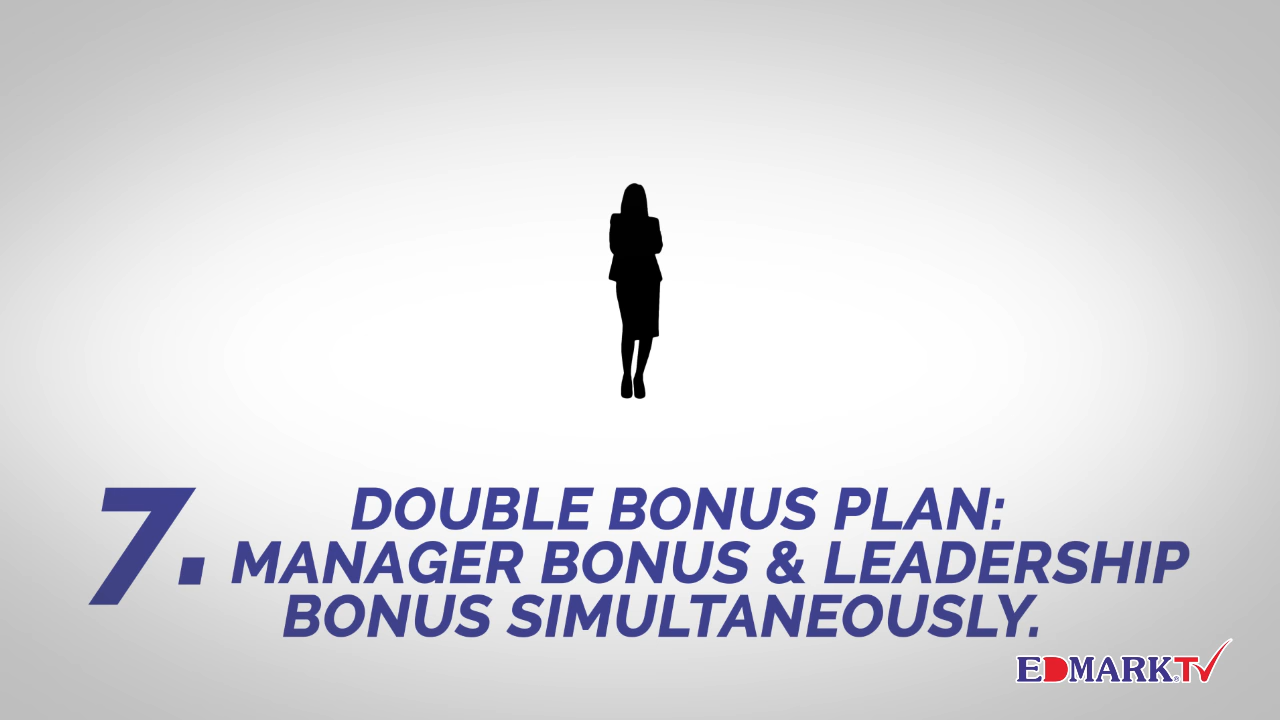 7. DOUBLE BONUS PLAN:
MANAGER BONUS & LEADERSHIP
BONUS SIMULTANEOUSLY.
EDMARK TV